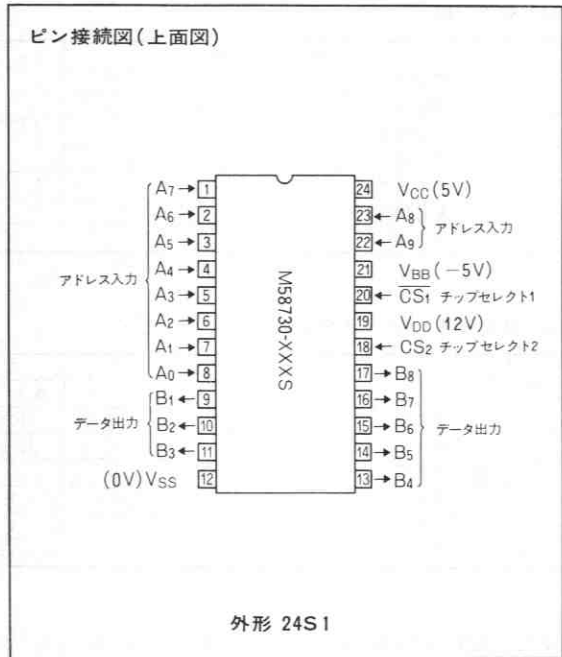 ピン接続図(上面図)
A7→ 1
A6→ 2
A5→ 3
A4→ 4
A3→ 5
A2→ 6
A1→ 7
A0→ 8
アドレス入力
B1← 9
B2← 10
B3← 11
データ出力
(0V)VSS 12
M58730-XXXS
24 VCC(5V)
23 ←A8
22 ←A9
アドレス入力
21 VBB(−5V)
20 ←C̅S̅1̅ チップセレクト1
19 VDD(12V)
18 ←CS2 チップセレクト2
17 →B8
16 →B7
15 →B6
14 →B5
13 →B4
データ出力
外形 24S1